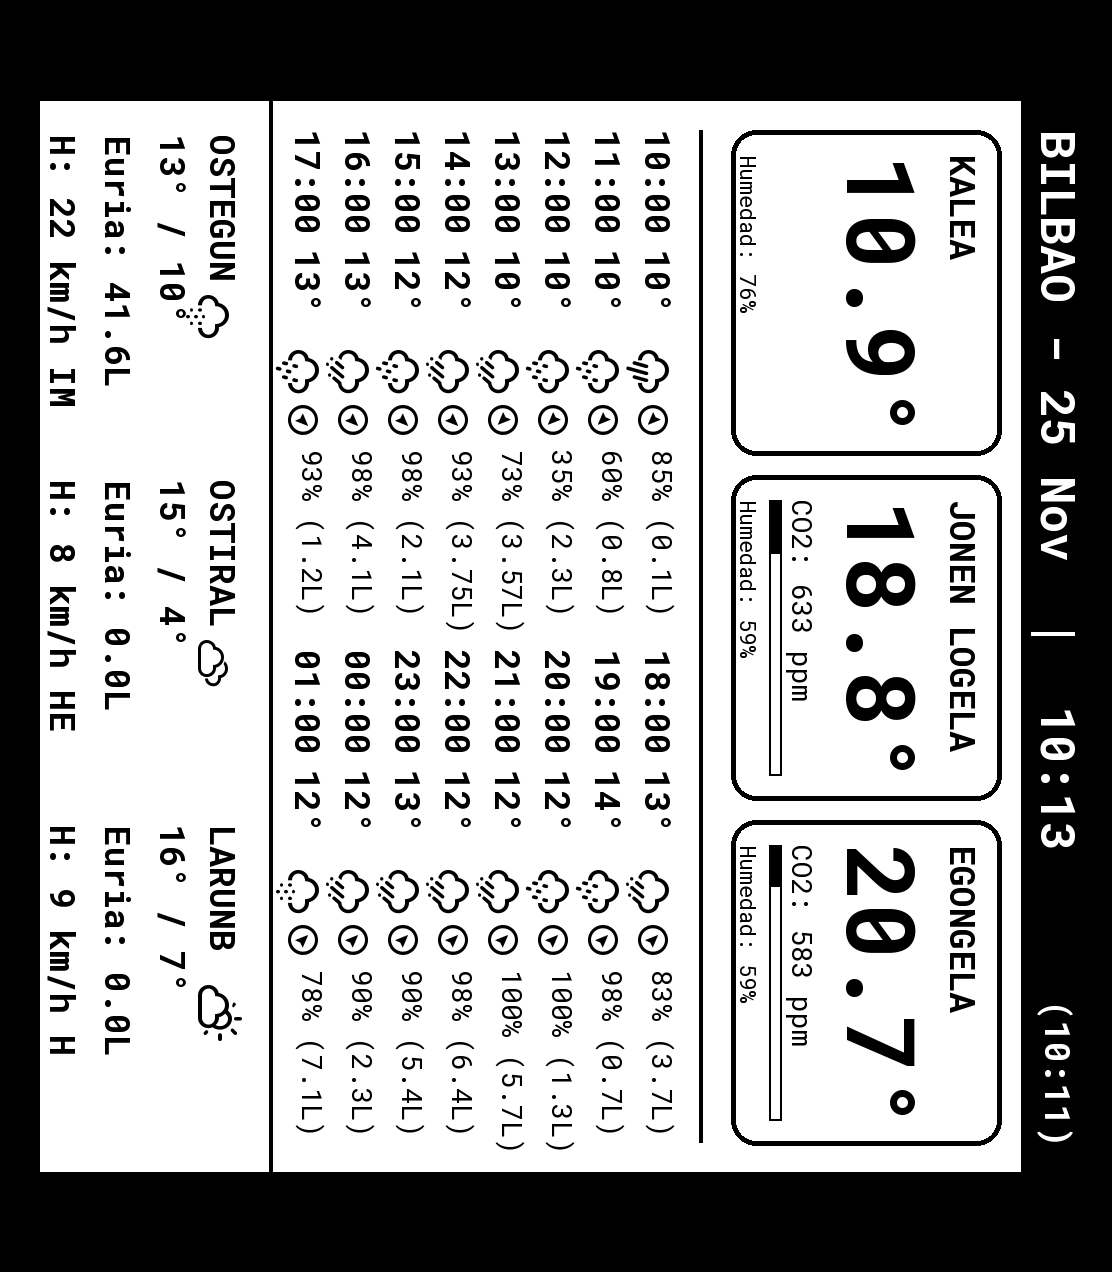 BILBAO - 25 Nov | 10:13 (10:11)
KALEA
10.9°
Humedad: 76%
JONEN LOGELA
18.8°
CO2: 633 ppm
Humedad: 59%
EGONGELA
20.7°
CO2: 583 ppm
Humedad: 59%
10:00 10° 85% (0.1L)
11:00 10° 60% (0.8L)
12:00 10° 35% (2.3L)
13:00 10° 73% (3.57L)
14:00 12° 93% (3.75L)
15:00 12° 98% (2.1L)
16:00 13° 98% (4.1L)
17:00 13° 93% (1.2L)
18:00 13° 83% (3.7L)
19:00 14° 98% (0.7L)
20:00 12° 100% (1.3L)
21:00 12° 100% (5.7L)
22:00 12° 98% (6.4L)
23:00 13° 90% (5.4L)
00:00 12° 90% (2.3L)
01:00 12° 78% (7.1L)
OSTEGUN
13° / 10°
Euria: 41.6L
H: 22 km/h IM
OSTIRAL
15° / 4°
Euria: 0.0L
H: 8 km/h HE
LARUNB
16° / 7°
Euria: 0.0L
H: 9 km/h H